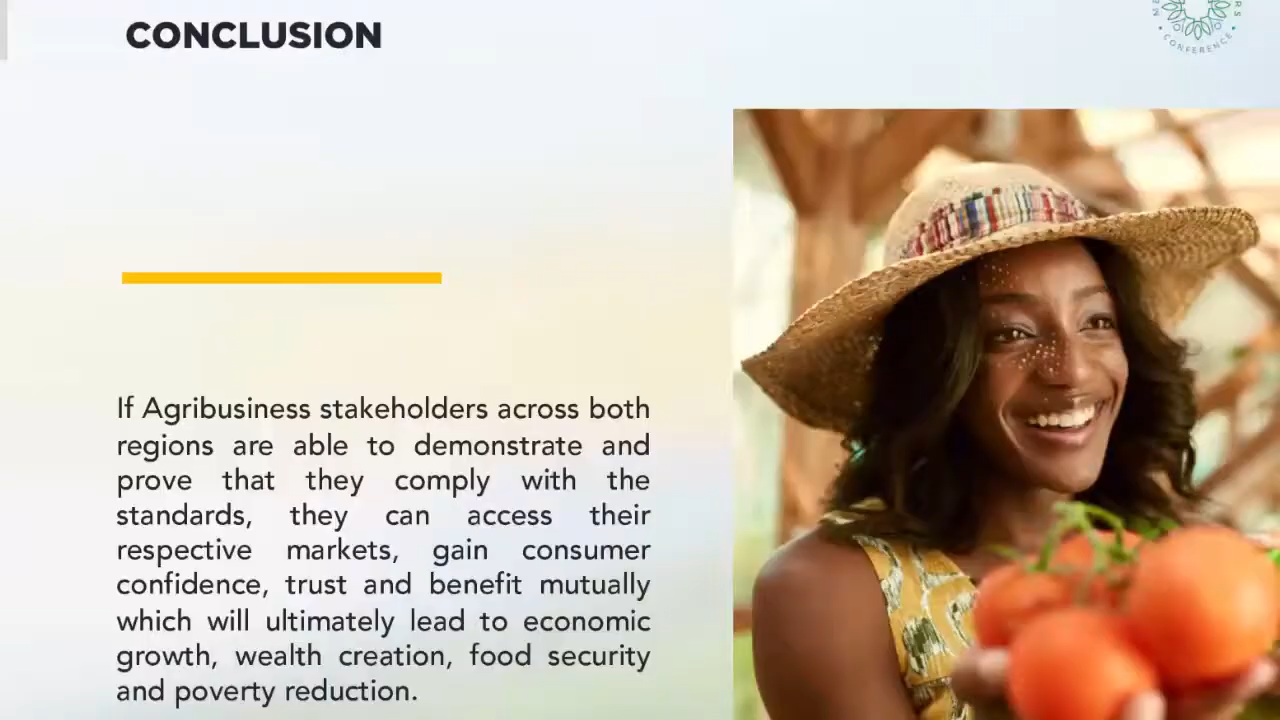 CONCLUSION
CONFERENCE
If Agribusiness stakeholders across both
regions are able to demonstrate and
prove that they comply with the
standards, they can access their
respective markets, gain consumer
confidence, trust and benefit mutually
which will ultimately lead to economic
growth, wealth creation, food security
and poverty reduction.